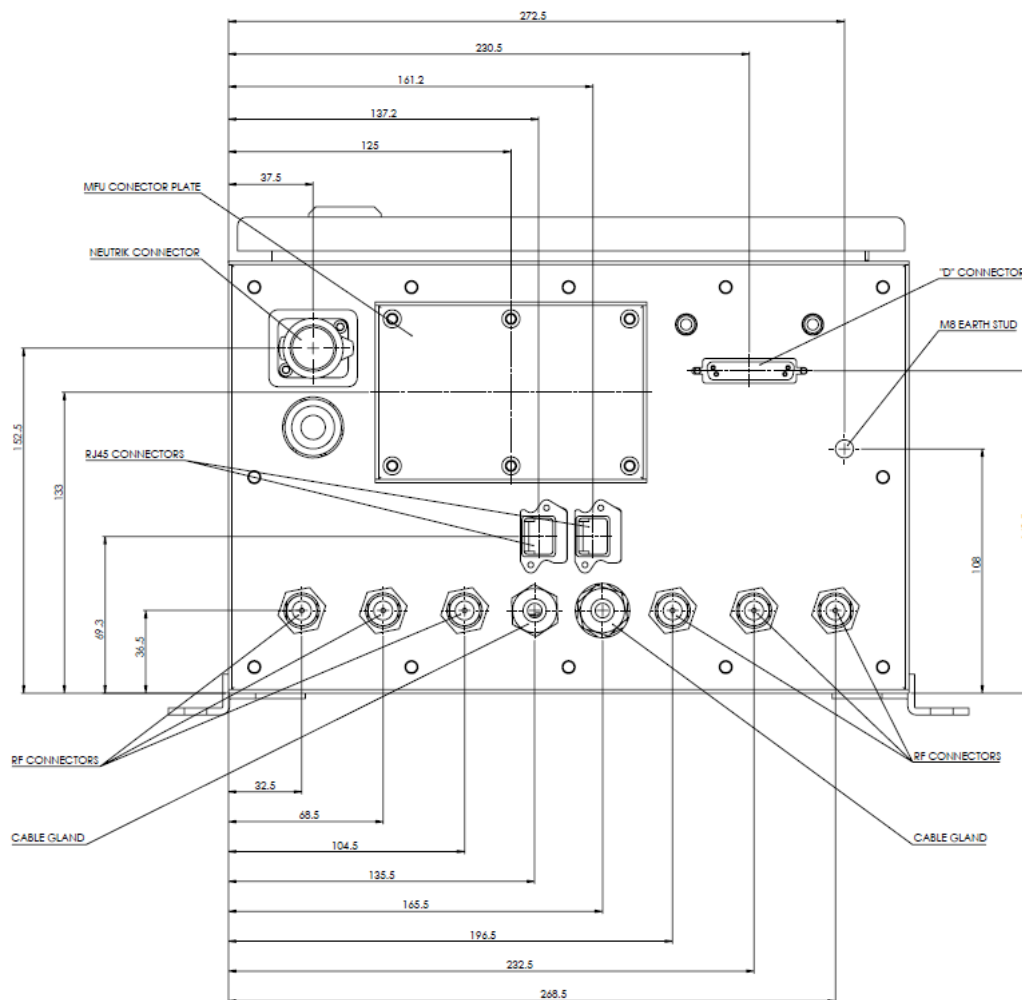 272.5
230.5
161.2
137.2
125
37.5
MFU CONECTOR PLATE
NEUTRIK CONNECTOR
"D" CONNECTOR
M8 EARTH STUD
RJ45 CONNECTORS
152.5
133
69.3
36.5
108
RF CONNECTORS
RF CONNECTORS
32.5
68.5
CABLE GLAND
CABLE GLAND
104.5
135.5
165.5
196.5
232.5
268.5